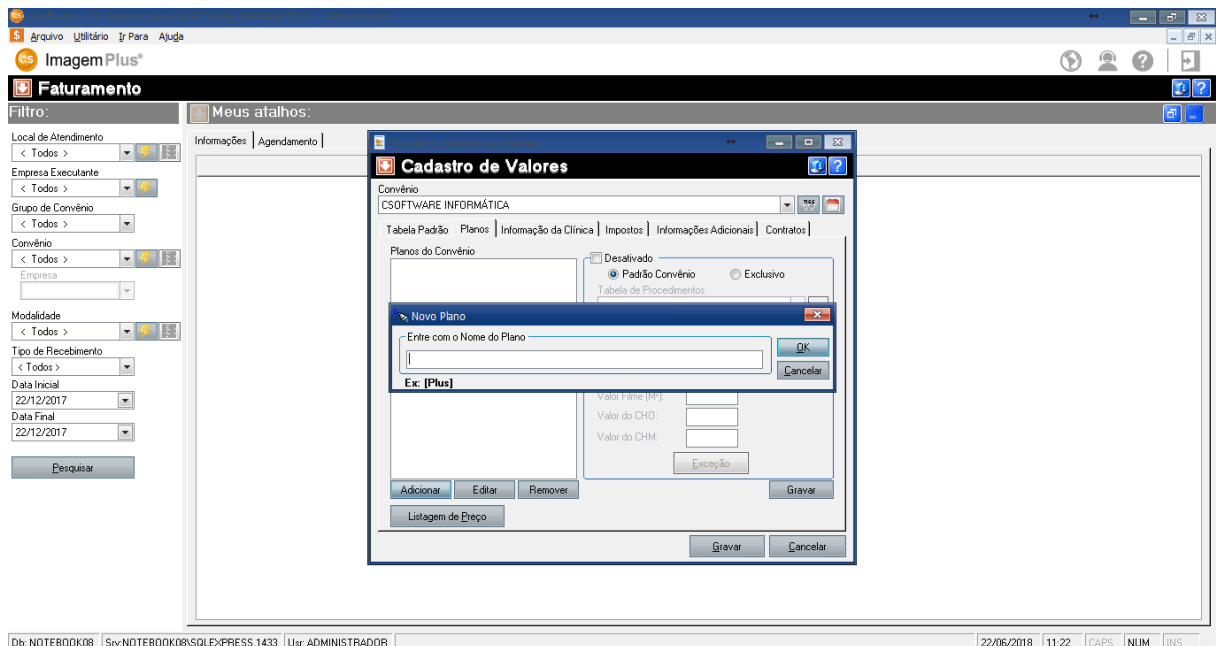 Arquivo Utilitário Ir Para Ajuda
Imagem Plus®
Faturamento
Filtro:
Meus atalhos:
Local de Atendimento
< Todos >
Empresa Executante
< Todos >
Grupo de Convênio
< Todos >
Convênio
< Todos >
Empresa
Modalidade
< Todos >
Tipo de Recebimento
< Todos >
Data Inicial
22/12/2017
Data Final
22/12/2017
Pesquisar
Informações Agendamento
Cadastro de Valores
Convênio
CSOFTWARE INFORMÁTICA
Tabela Padrão Planos Informação da Clínica Impostos Informações Adicionais Contratos
Planos do Convênio
Desativado
Padrão Convênio Exclusivo
Tabela de Procedimentos
Novo Plano
Entre com o Nome do Plano
OK
Cancelar
Ex: [Plus]
Valor Filme (M²):
Valor do CHO:
Valor do CHM:
Exceção
Adicionar Editar Remover Gravar
Listagem de Preço
Gravar Cancelar
Db: NOTEBOOK08 Srv:NOTEBOOK08\SQLEXPRESS 1433 Usr: ADMINISTRADOR 22/06/2018 11:22 CAPS NUM INS